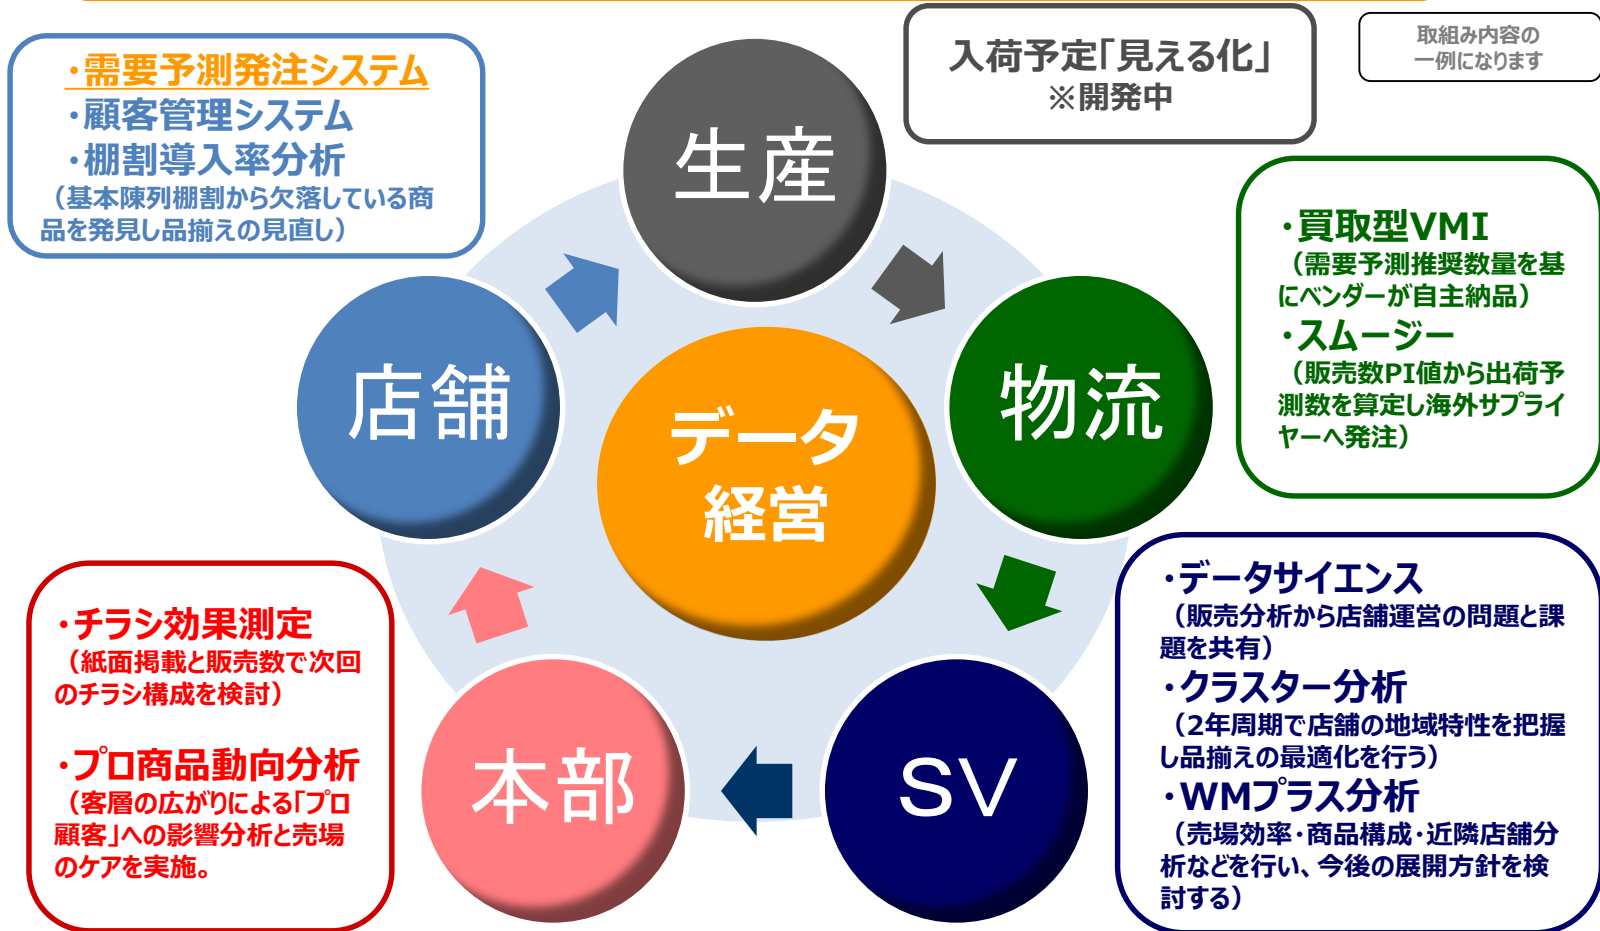 ・需要予測発注システム
・顧客管理システム
・棚割導入率分析
（基本陳列棚割から欠落している商
品を発見し品揃えの見直し）
入荷予定「見える化」
※開発中
取組み内容の
一例になります
生産
・買取型VMI
（需要予測推奨数量を基
にベンダーが自主納品）
・スムージー
（販売数PI値から出荷予
測数を算定し海外サプライ
ヤーへ発注）
店舗
物流
データ
経営
・チラシ効果測定
（紙面掲載と販売数で次回
のチラシ構成を検討）
・プロ商品動向分析
（客層の広がりによる「プロ
顧客」への影響分析と売場
のケアを実施。
本部
SV
・データサイエンス
（販売分析から店舗運営の問題と課
題を共有）
・クラスター分析
（2年周期で店舗の地域特性を把握
し品揃えの最適化を行う）
・WMプラス分析
（売場効率・商品構成・近隣店舗分
析などを行い、今後の展開方針を検
討する）